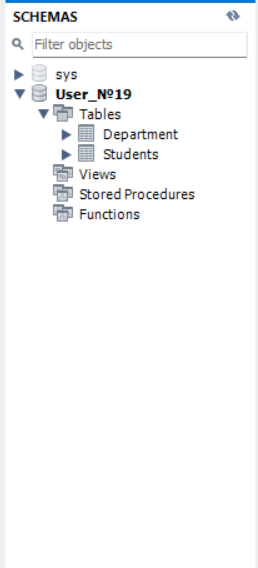 SCHEMAS
Filter objects
sys
User_№19
Tables
Department
Students
Views
Stored Procedures
Functions